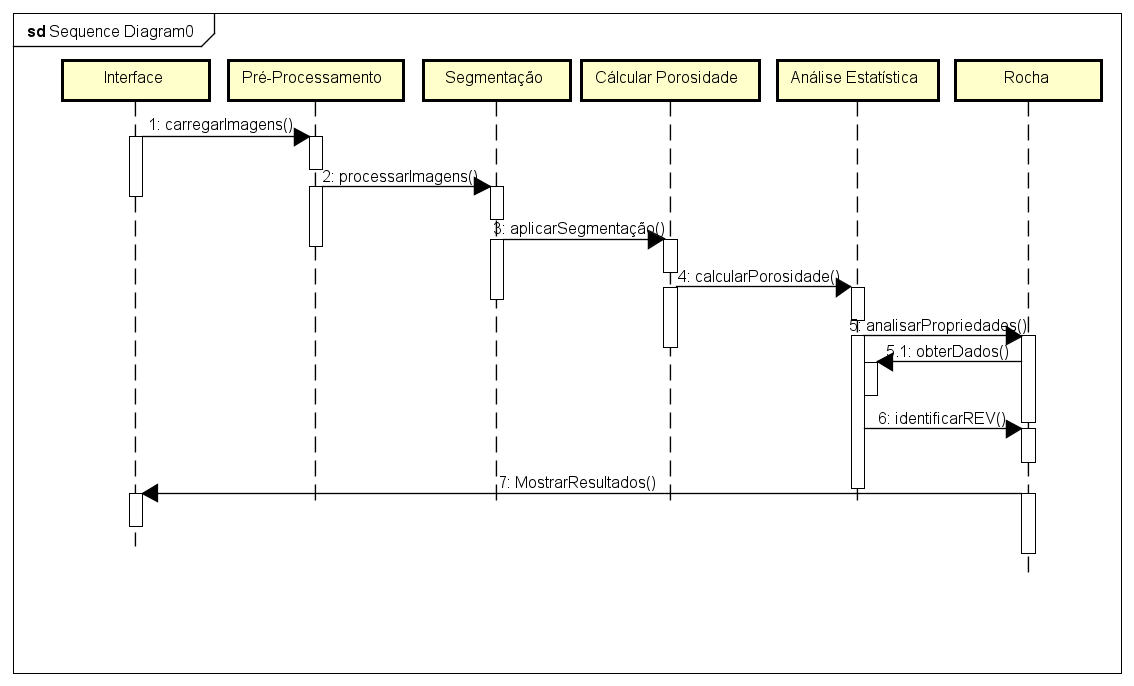 sd Sequence Diagram0
Interface
Pré-Processamento
Segmentação
Cálcular Porosidade
Análise Estatística
Rocha
1: carregarImagens()
2: processarImagens()
3: aplicarSegmentação()
4: calcularPorosidade()
5: analisarPropriedades()
5.1: obterDados()
6: identificarREV()
7: MostrarResultados()